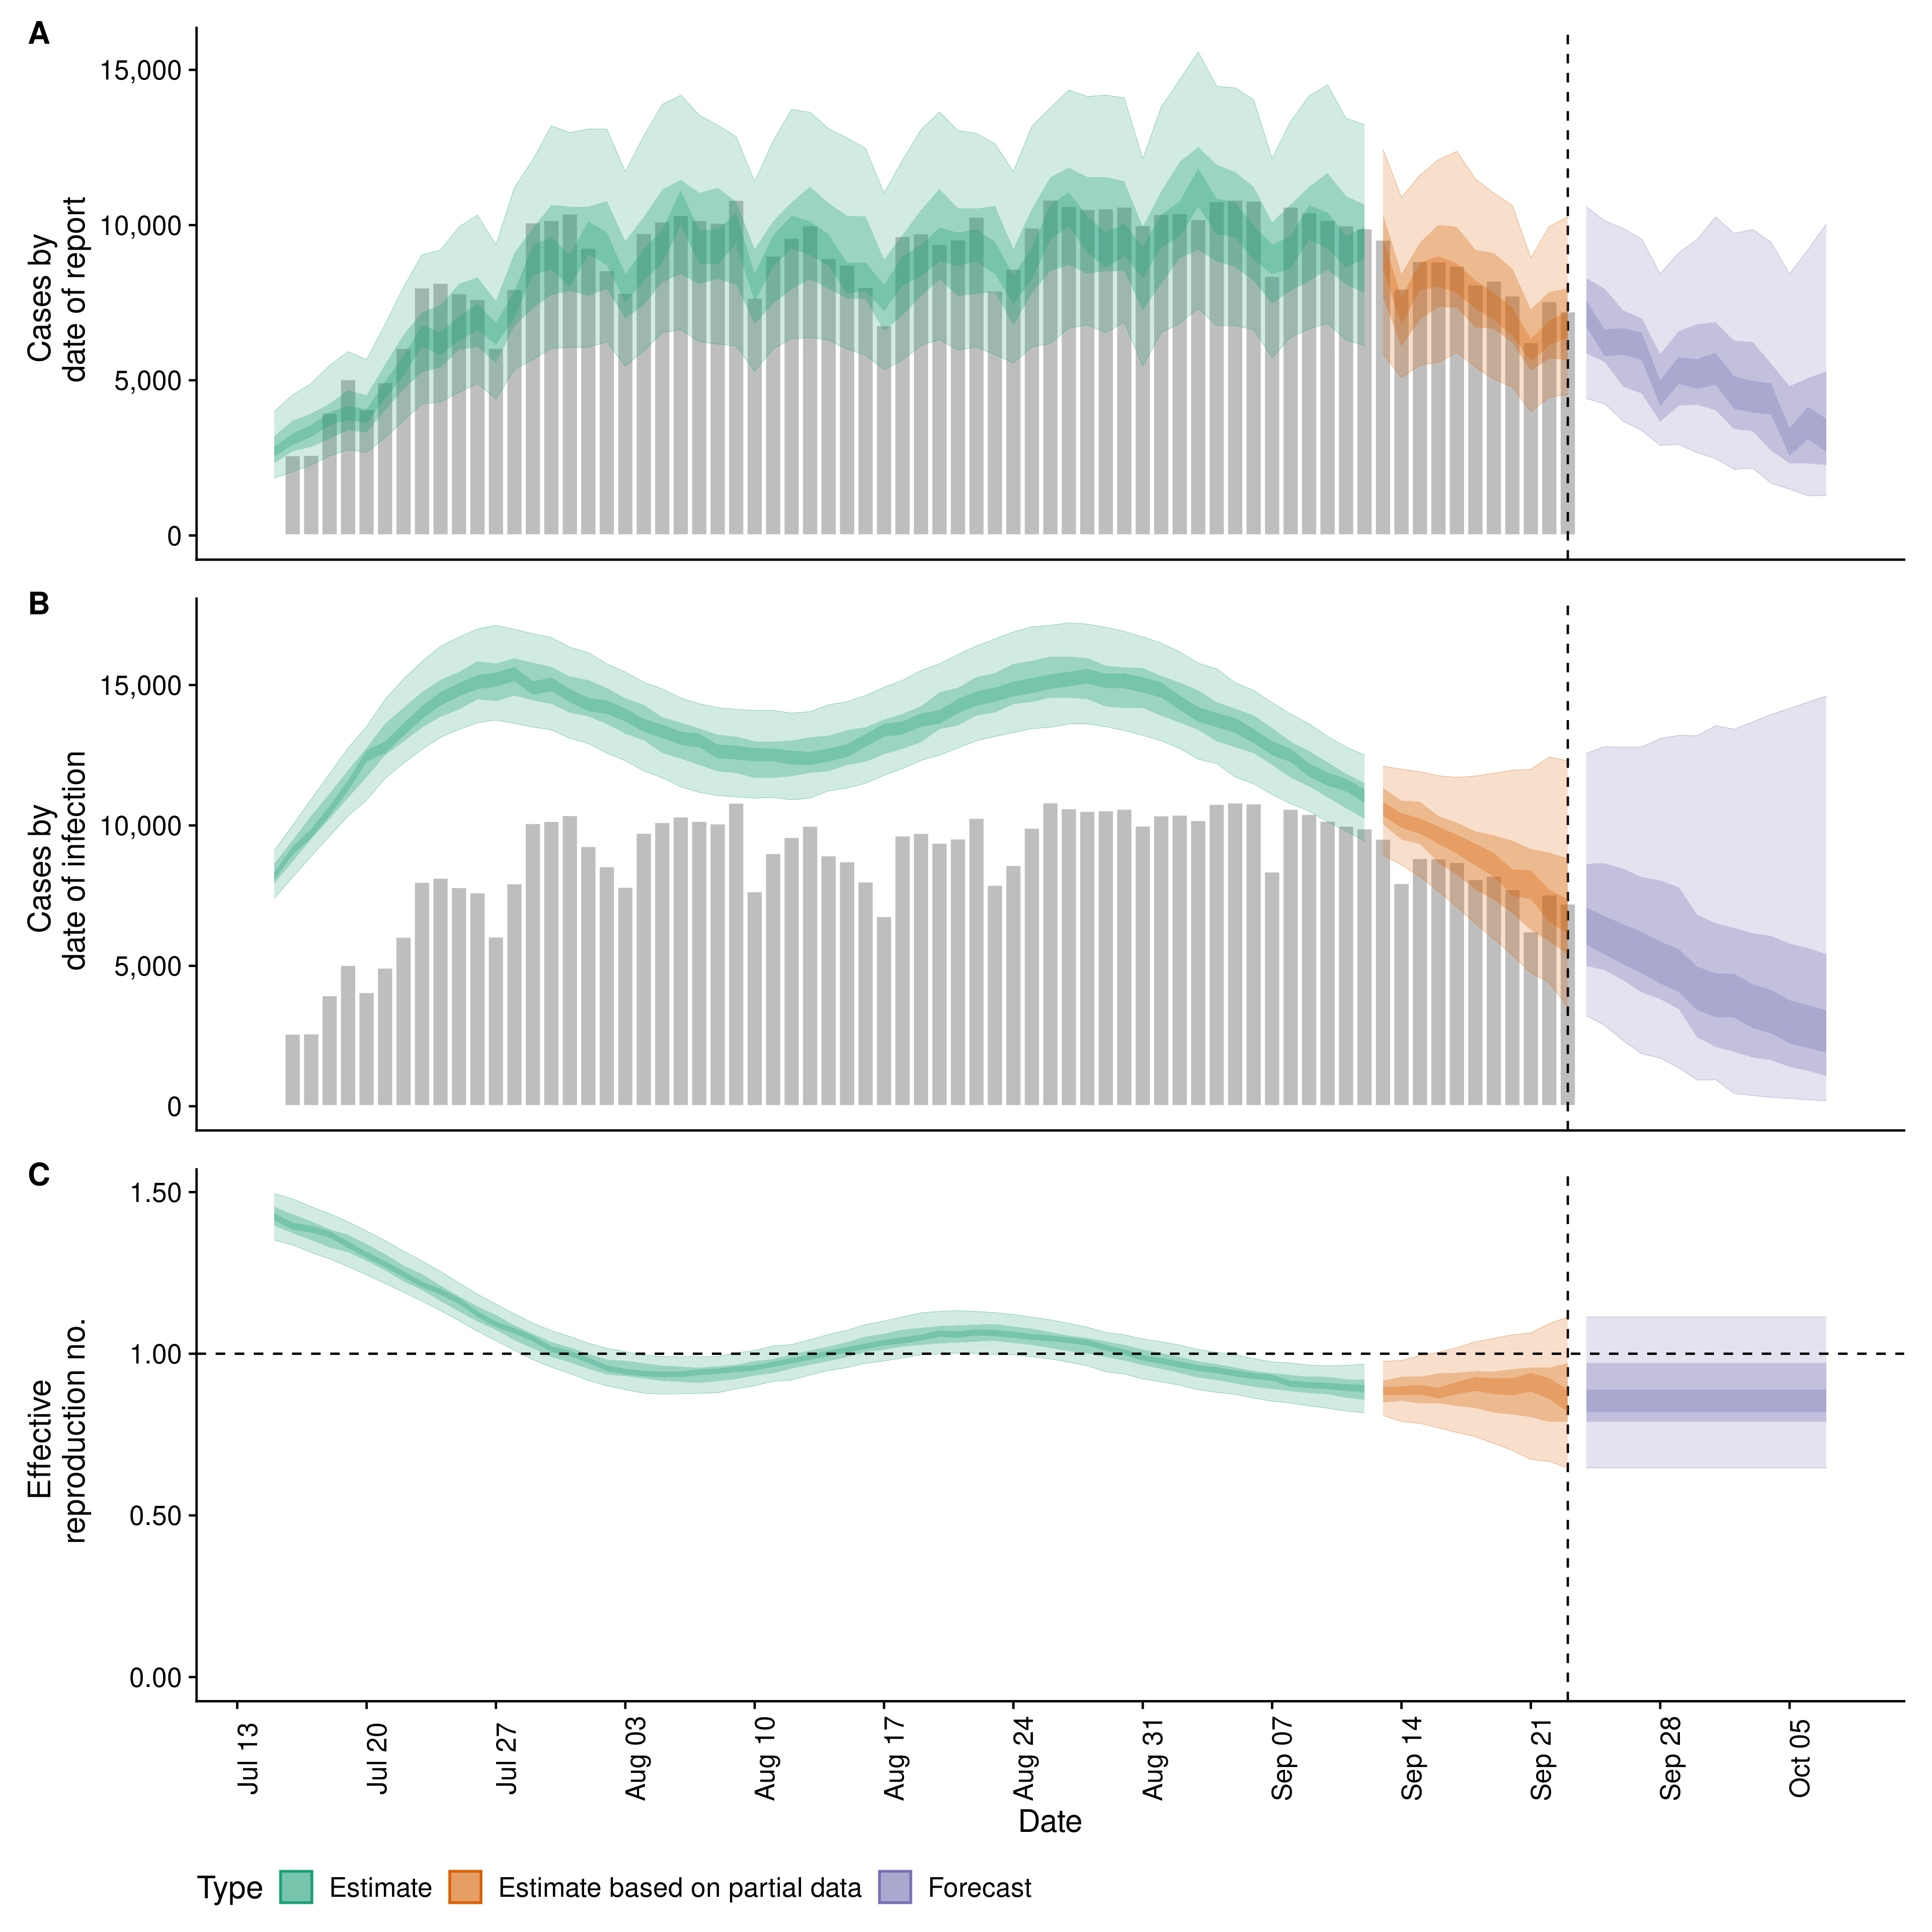 A
Cases by
date of report
15,000
10,000
5,000
0
B
Cases by
date of infection
15,000
10,000
5,000
0
C
Effective
reproduction no.
1.50
1.00
0.50
0.00
Jul 13
Jul 20
Jul 27
Aug 03
Aug 10
Aug 17
Aug 24
Aug 31
Sep 07
Sep 14
Sep 21
Sep 28
Oct 05
Date
Type Estimate Estimate based on partial data Forecast